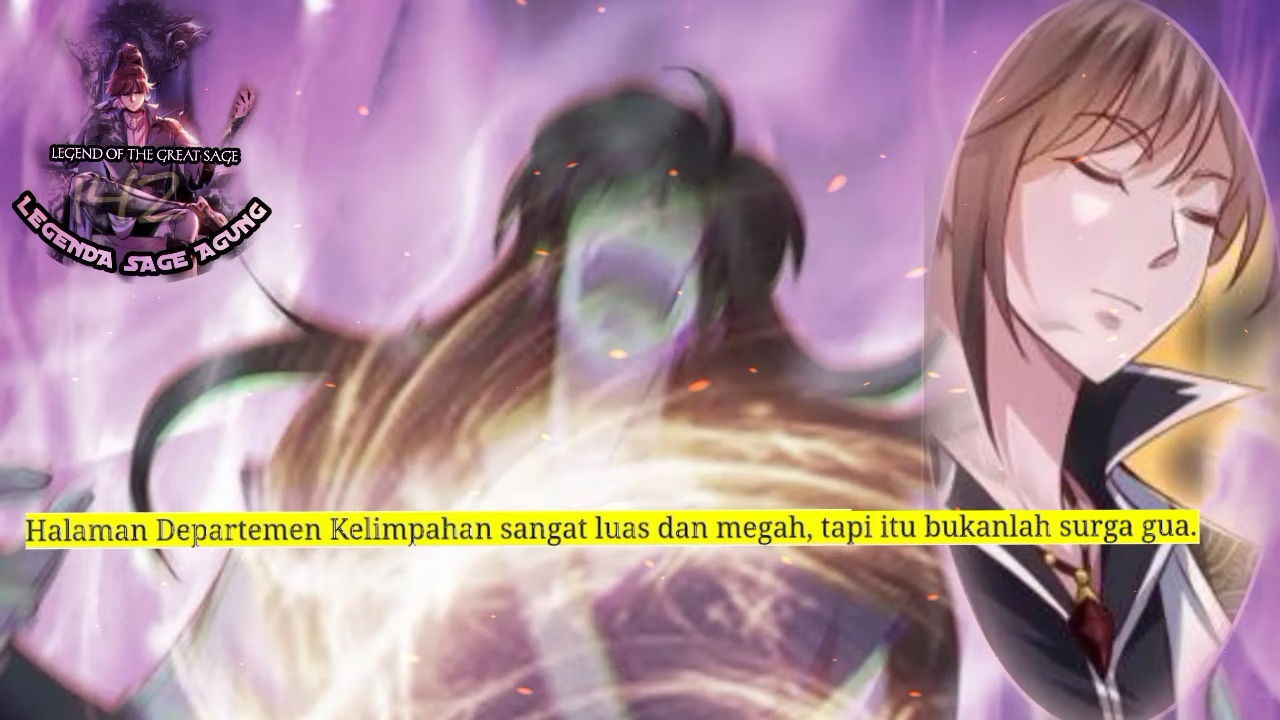 LEGEND OF THE GREAT SAGE
142
LEGENDA SAGE AGUNG
Halaman Departemen Kelimpahan sangat luas dan megah, tapi itu bukanlah surga gua.